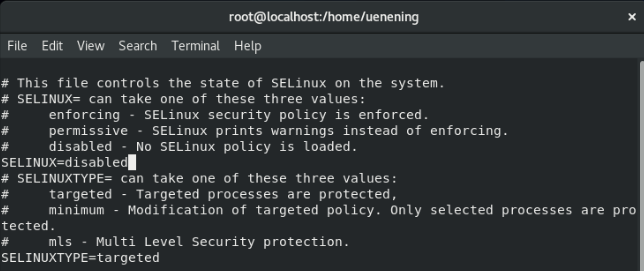 root@localhost:/home/uenening
×
File Edit View Search Terminal Help
# This file controls the state of SELinux on the system.
# SELINUX= can take one of these three values:
#     enforcing - SELinux security policy is enforced.
#     permissive - SELinux prints warnings instead of enforcing.
#     disabled - No SELinux policy is loaded.
SELINUX=disabled
# SELINUXTYPE= can take one of these three values:
#     targeted - Targeted processes are protected,
#     minimum - Modification of targeted policy. Only selected processes are pro
tected.
#     mls - Multi Level Security protection.
SELINUXTYPE=targeted